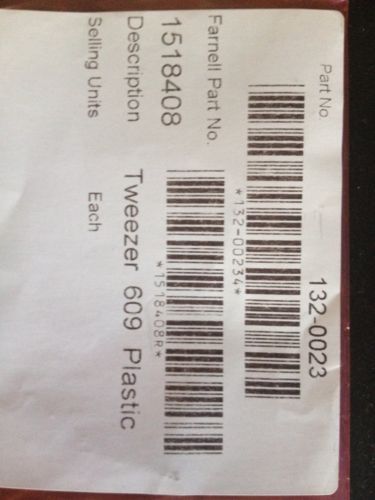 Part No. 132-0023
*132-00234*
Farnell Part No.
1518408
*1518408R*
Description Tweezer 609 Plastic
Selling Units Each